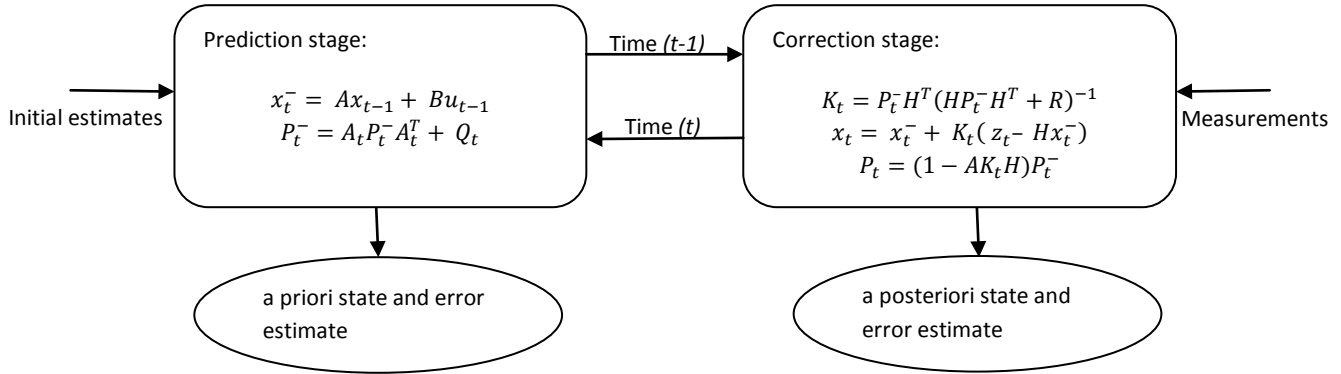 Prediction stage:
x_t^- = Ax_{t-1} + Bu_{t-1}
P_t^- = A_t P_t^- A_t^T + Q_t
Initial estimates
Time (t-1)
Time (t)
Correction stage:
K_t = P_t^- H^T (HP_t^- H^T + R)^{-1}
x_t = x_t^- + K_t( z_t- Hx_t^-)
P_t = (1 - AK_t H)P_t^-
Measurements
a priori state and error
estimate
a posteriori state and
error estimate